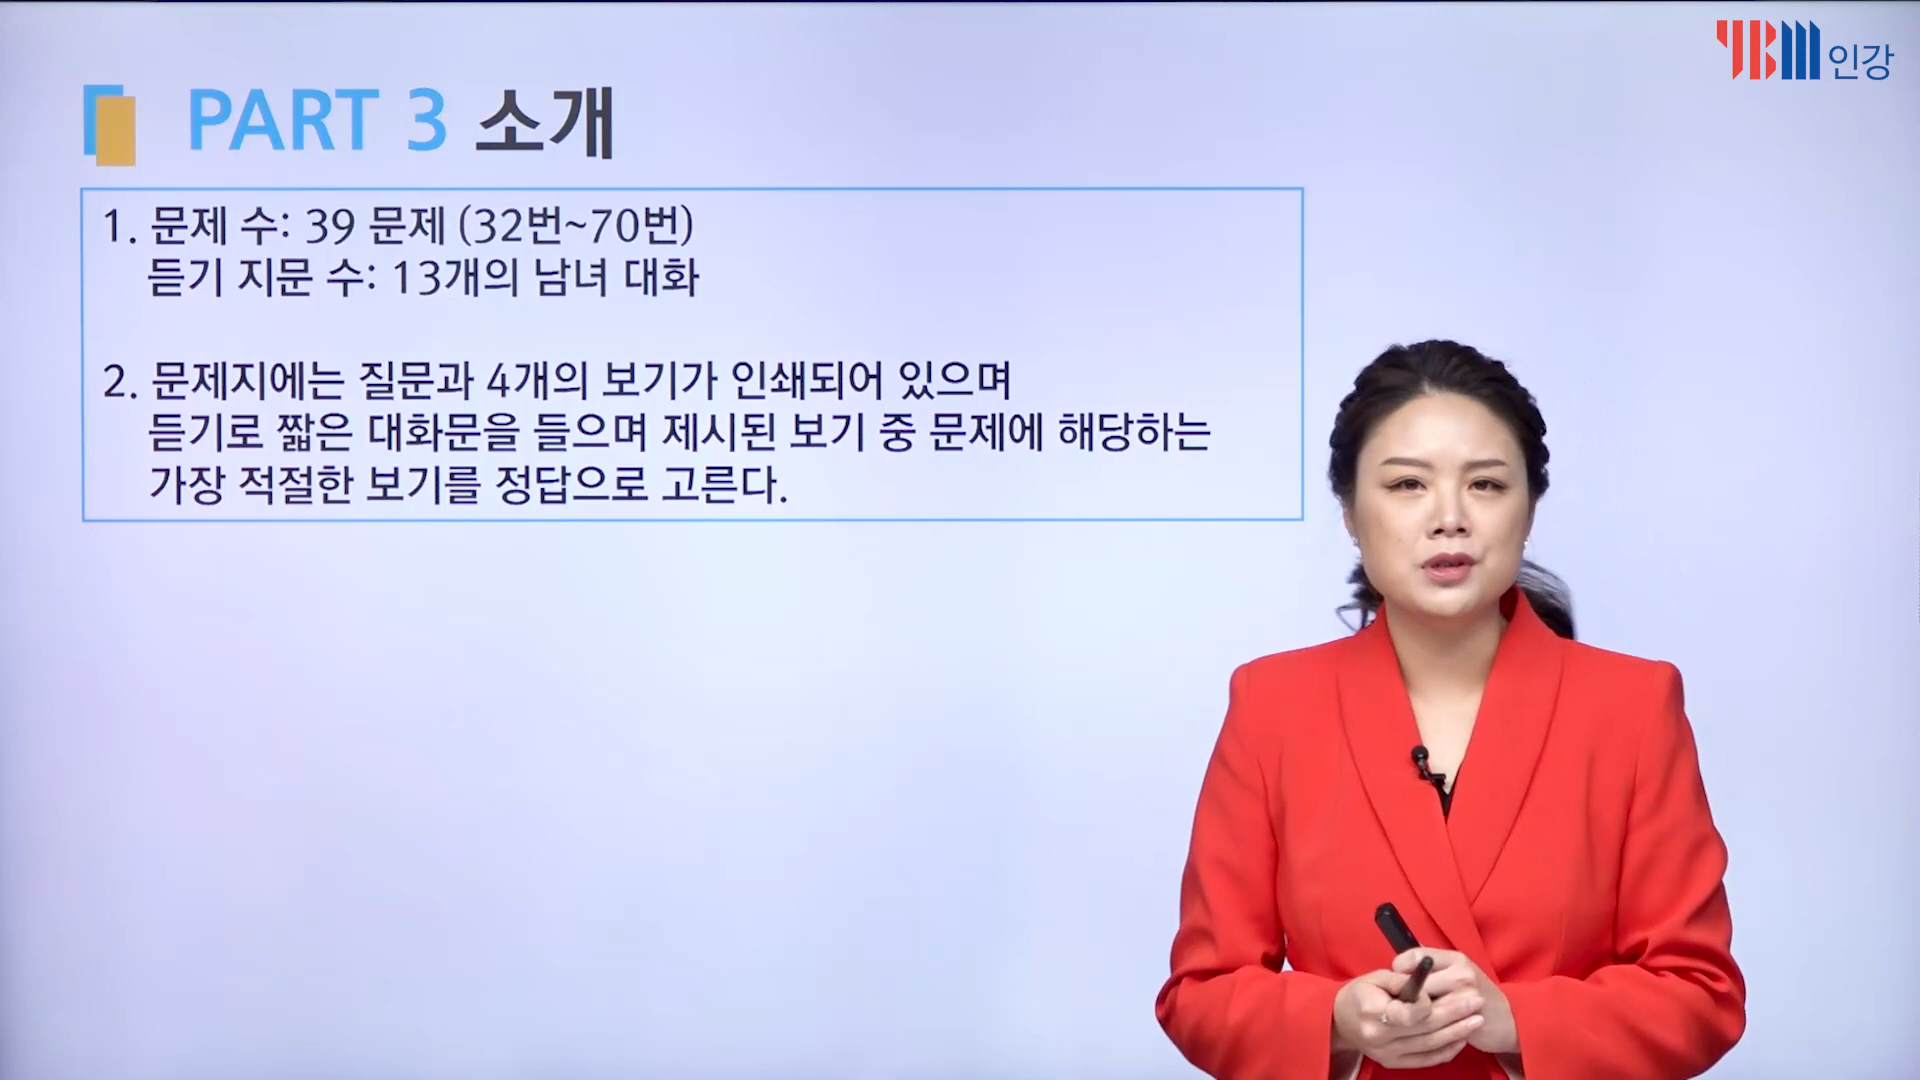 YBM 인강
PART 3 소개
1. 문제 수: 39 문제 (32번~70번)
듣기 지문 수: 13개의 남녀 대화
2. 문제지에는 질문과 4개의 보기가 인쇄되어 있으며
듣기로 짧은 대화문을 들으며 제시된 보기 중 문제에 해당하는
가장 적절한 보기를 정답으로 고른다.